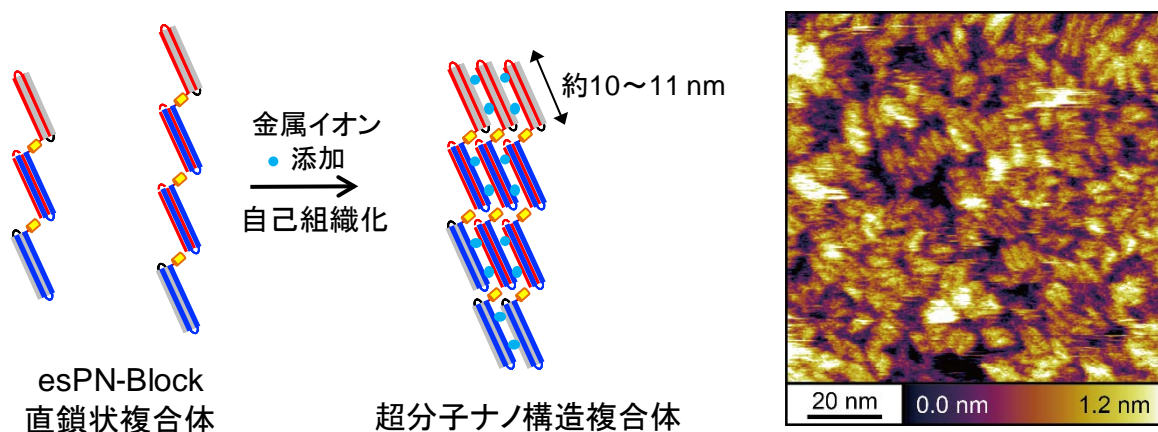 金属イオン
添加
自己組織化
約10～11 nm
esPN-Block
直鎖状複合体
超分子ナノ構造複合体
20 nm
0.0 nm
1.2 nm